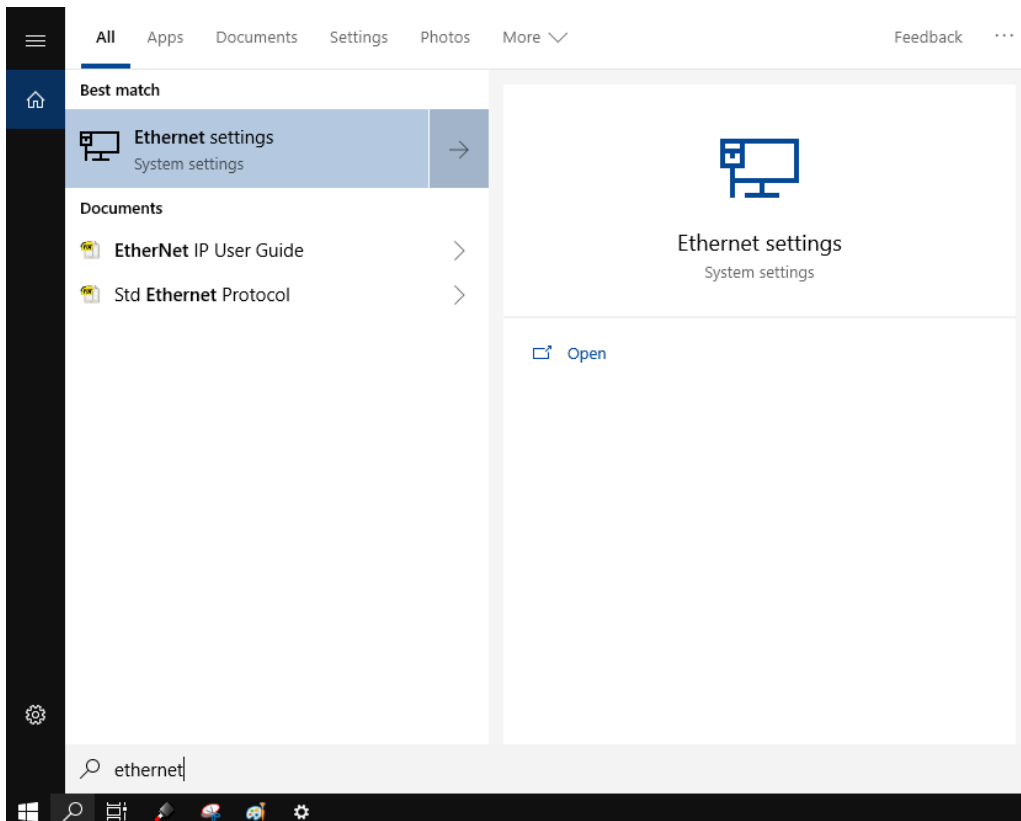 All Apps Documents Settings Photos More Feedback ...
Best match
Ethernet settings
System settings
Documents
EtherNet IP User Guide
Std Ethernet Protocol
Ethernet settings
System settings
Open
ethernet